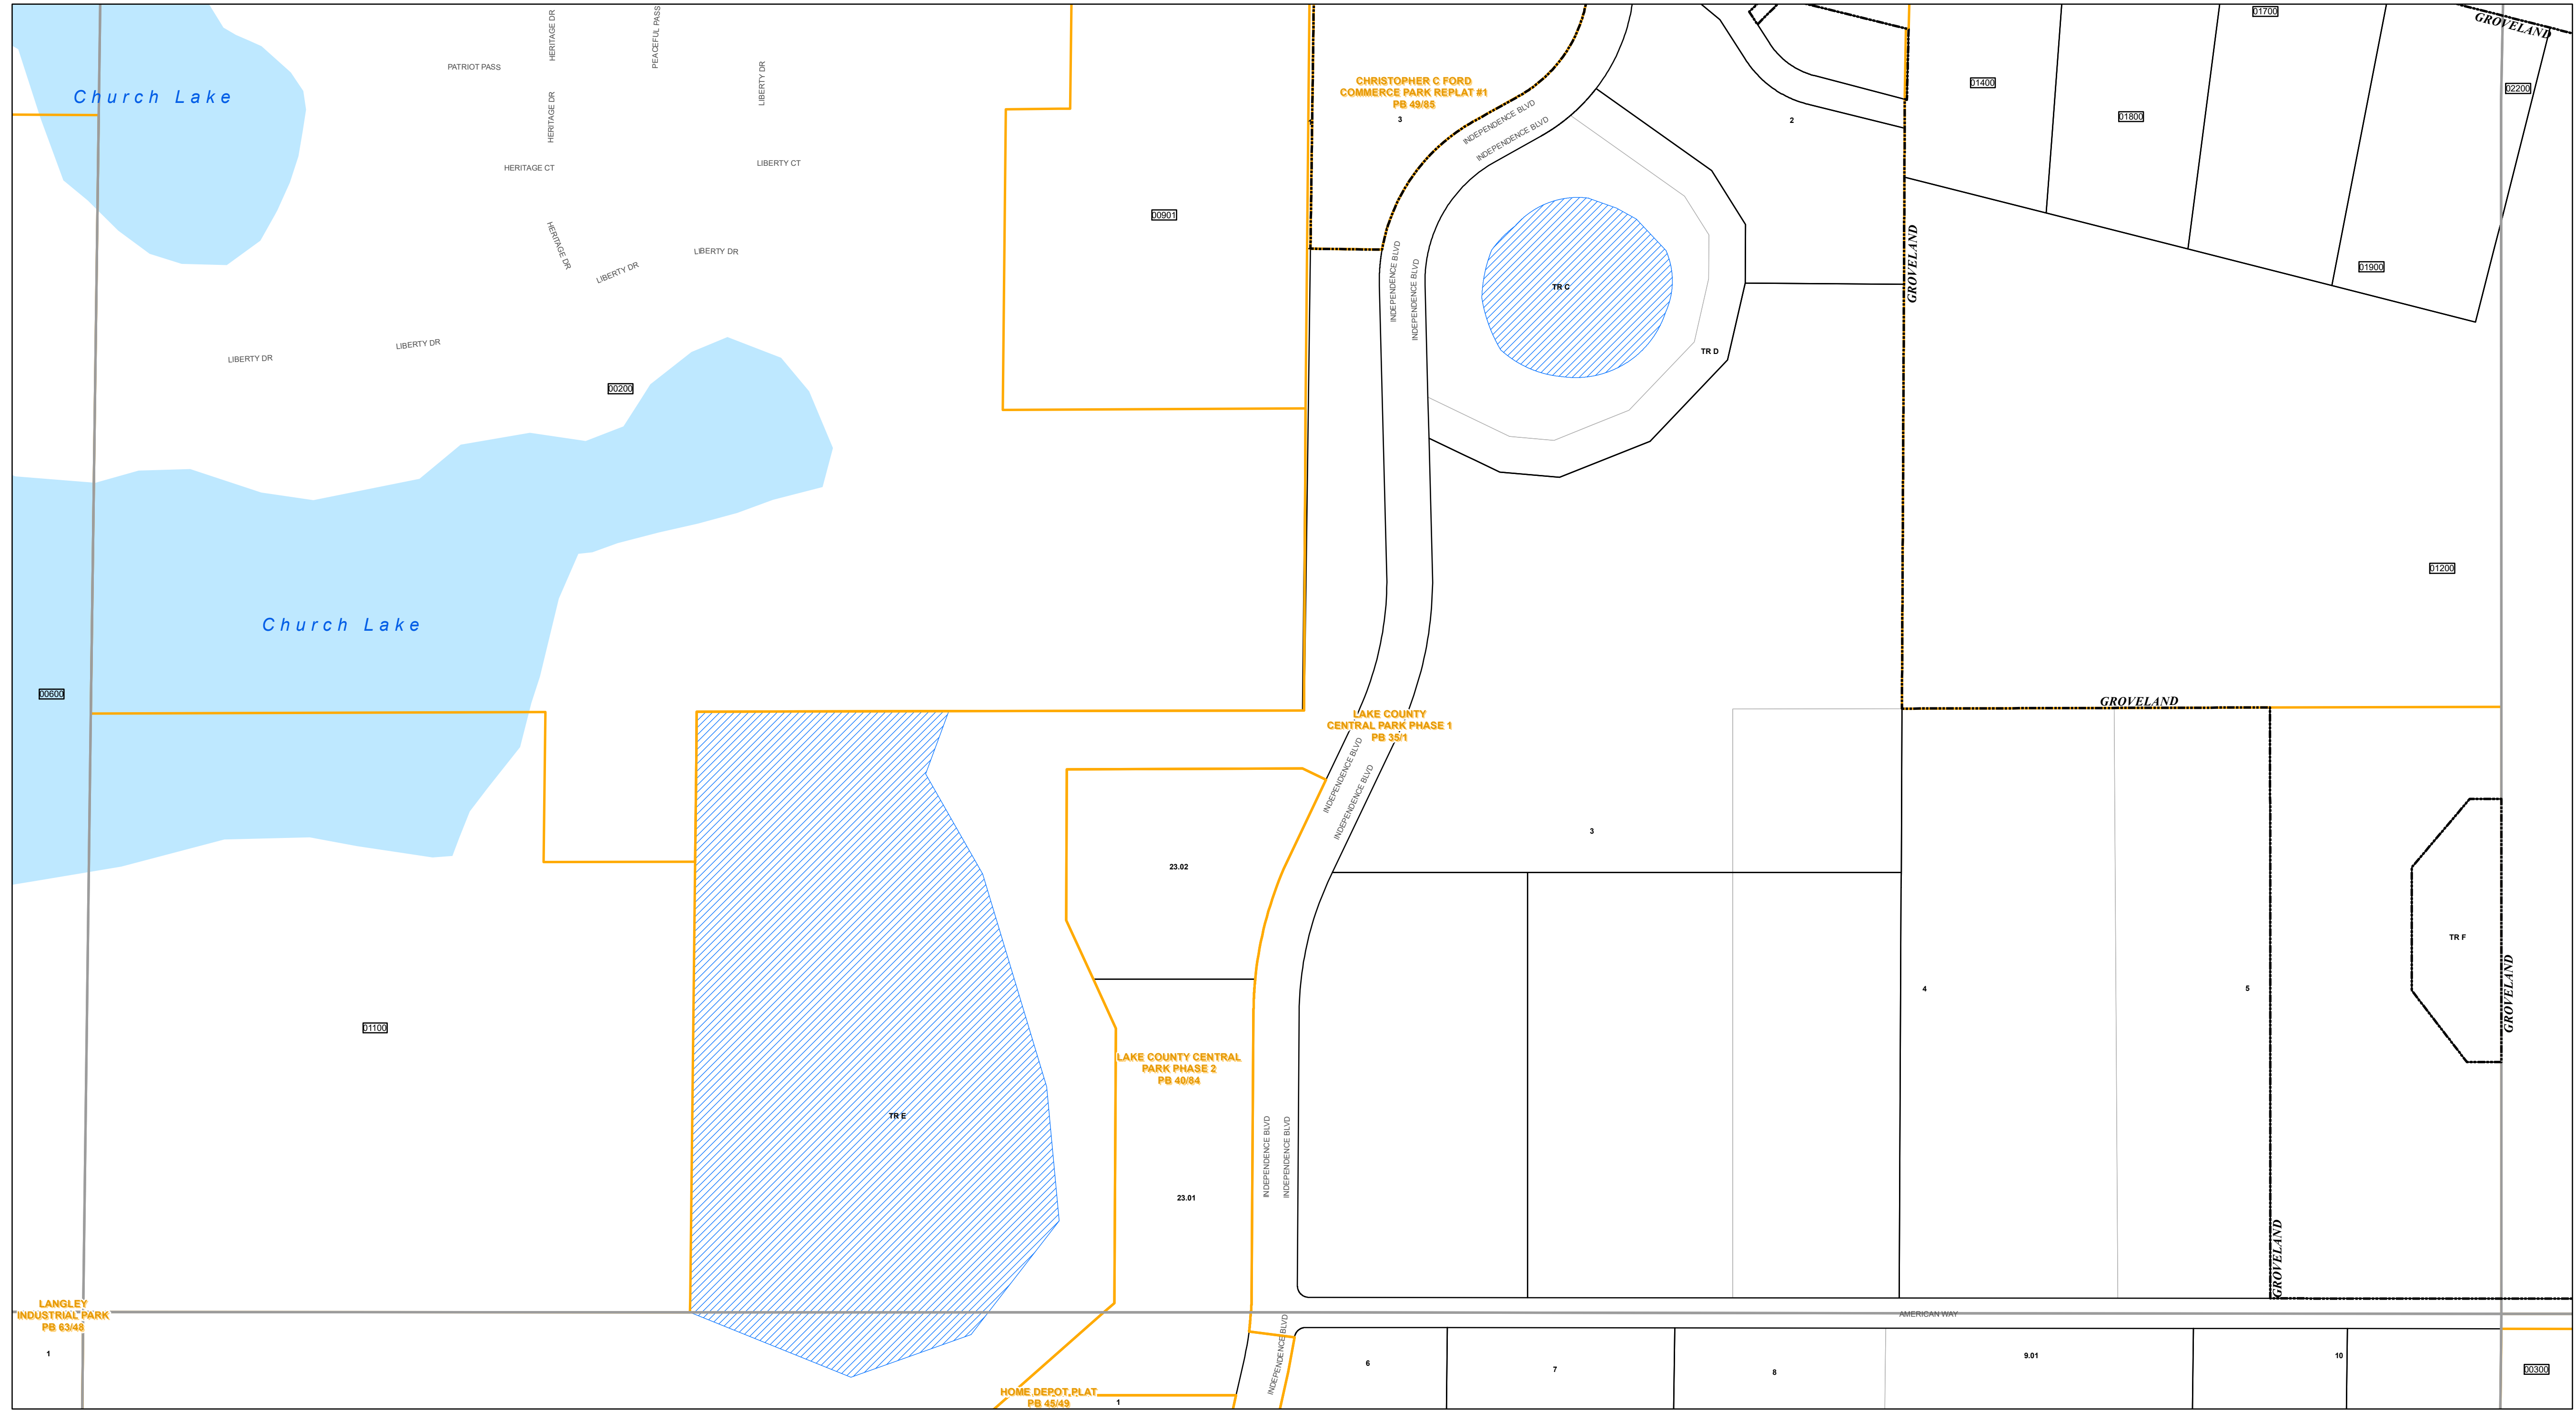 HERITAGE DR
PEACEFUL PASS
01700
GROVELAND
PATRIOT PASS
LIBERTY DR
CHRISTOPHER C FORD
COMMERCE PARK REPLAT #1
PB 49/85
01400
02200
Church Lake
3
INDEPENDENCE BLVD
INDEPENDENCE BLVD
2
01800
HERITAGE DR
HERITAGE CT
LIBERTY CT
00901
HERITAGE DR
LIBERTY DR
LIBERTY DR
INDEPENDENCE BLVD
INDEPENDENCE BLVD
TR C
GROVELAND
01900
LIBERTY DR
LIBERTY DR
TR D
00200
01200
Church Lake
00600
LAKE COUNTY
CENTRAL PARK PHASE 1
PB 35/1
GROVELAND
INDEPENDENCE BLVD
INDEPENDENCE BLVD
3
23.02
TR F
4
5
GROVELAND
01100
LAKE COUNTY CENTRAL
PARK PHASE 2
PB 40/84
TR E
INDEPENDENCE BLVD
INDEPENDENCE BLVD
23.01
GROVELAND
LANGLEY
INDUSTRIAL PARK
PB 63/48
AMERICAN WAY
1
INDEPENDENCE BLVD
6
7
8
9.01
10
00300
HOME DEPOT PLAT
PB 45/49
1